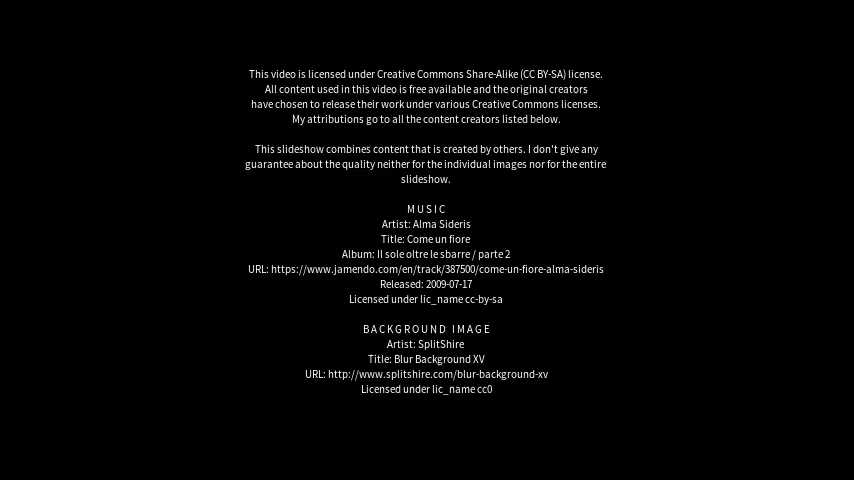 This video is licensed under Creative Commons Share-Alike (CC BY-SA) license.
All content used in this video is free available and the original creators
have chosen to release their work under various Creative Commons licenses.
My attributions go to all the content creators listed below.
This slideshow combines content that is created by others. I don't give any
guarantee about the quality neither for the individual images nor for the entire
slideshow.
MUSIC
Artist: Alma Sideris
Title: Come un fiore
Album: Il sole oltre le sbarre / parte 2
URL: https://www.jamendo.com/en/track/387500/come-un-fiore-alma-sideris
Released: 2009-07-17
Licensed under lic_name cc-by-sa
BACKGROUND IMAGE
Artist: SplitShire
Title: Blur Background XV
URL: http://www.splitshire.com/blur-background-xv
Licensed under lic_name cc0